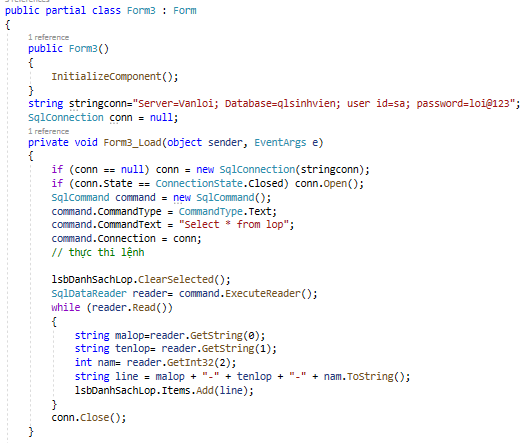 public partial class Form3 : Form
{
1 reference
public Form3()
{
InitializeComponent();
}
string stringconn="Server=Vanloi; Database=qlsinhvien; user id=sa; password=loi@123";
SqlConnection conn = null;
1 reference
private void Form3_Load(object sender, EventArgs e)
{
if (conn == null) conn = new SqlConnection(stringconn);
if (conn.State == ConnectionState.Closed) conn.Open();
SqlCommand command = new SqlCommand();
command.CommandType = CommandType.Text;
command.CommandText = "Select * from lop";
command.Connection = conn;
// thực thi lệnh
lsbDanhSachLop.ClearSelected();
SqlDataReader reader= command.ExecuteReader();
while (reader.Read())
{
string malop=reader.GetString(0);
string tenlop= reader.GetString(1);
int nam= reader.GetInt32(2);
string line = malop + "-" + tenlop + "-" + nam.ToString();
lsbDanhSachLop.Items.Add(line);
}
conn.Close();
}